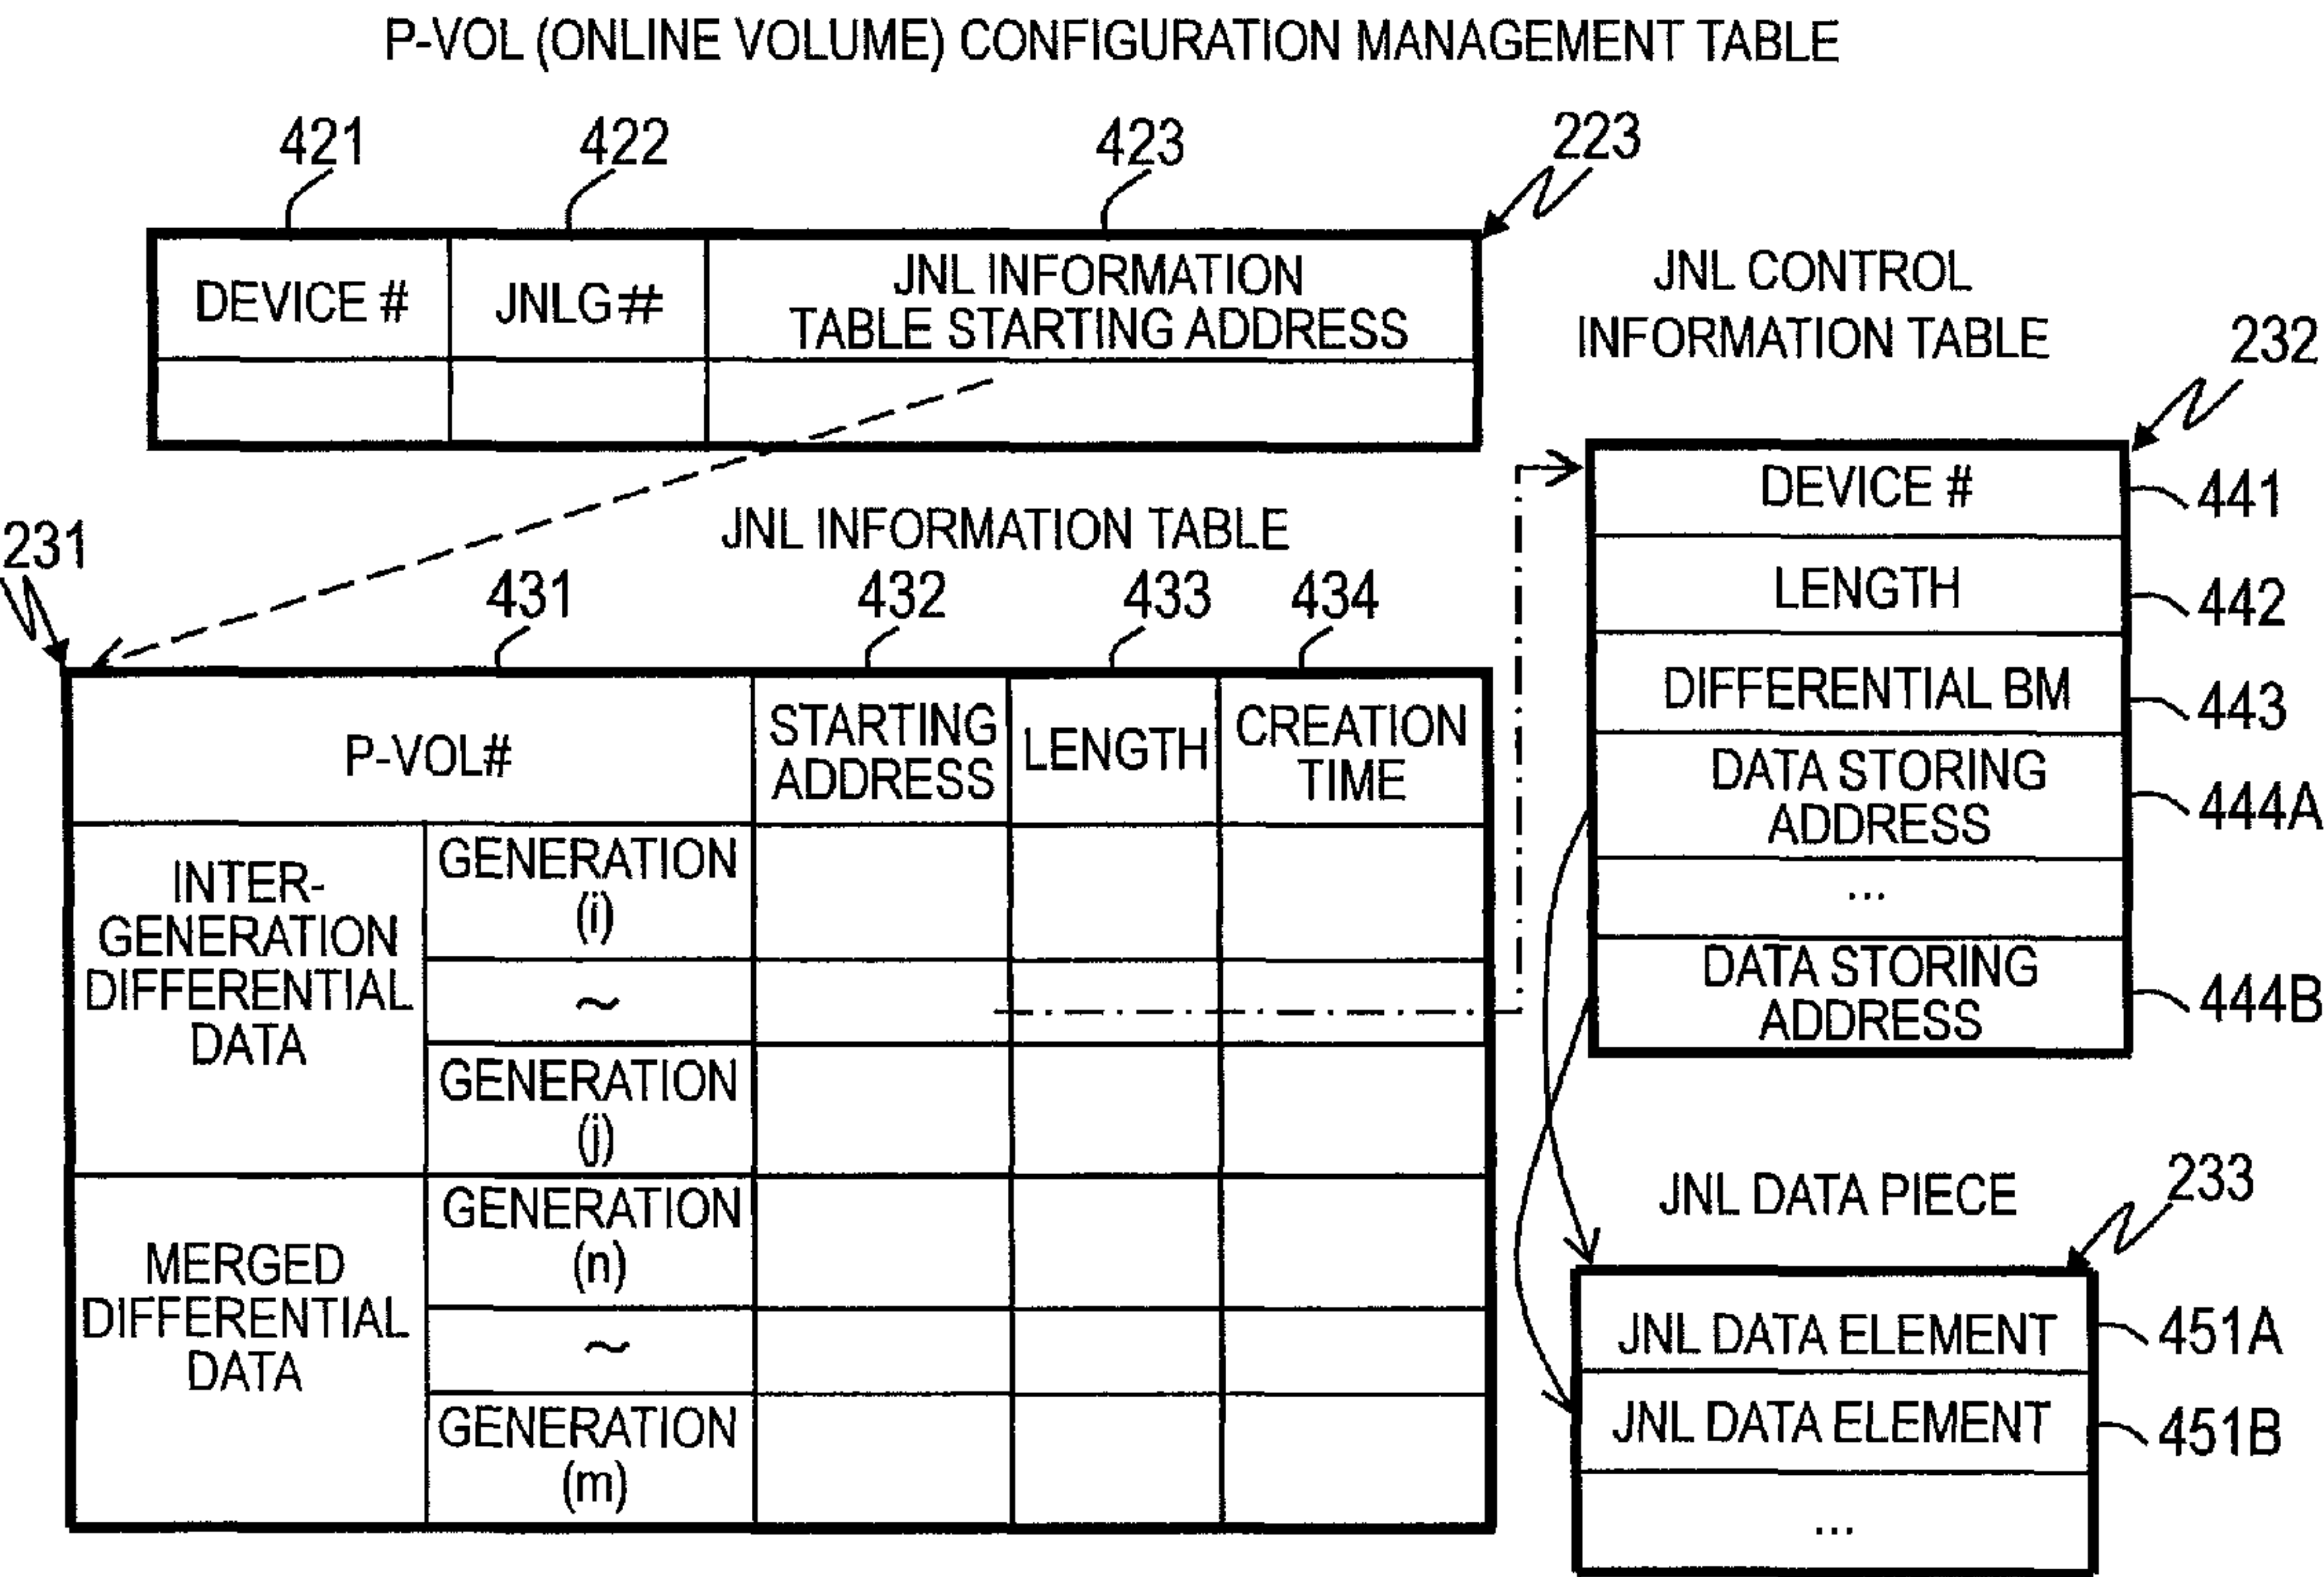 P-VOL (ONLINE VOLUME) CONFIGURATION MANAGEMENT TABLE
421
422
423
223
DEVICE #
JNLG #
JNL INFORMATION
TABLE STARTING ADDRESS
JNL INFORMATION TABLE
231
431
432
433
434
P-VOL#
STARTING
ADDRESS
LENGTH
CREATION
TIME
INTER-
GENERATION
DIFFERENTIAL
DATA
GENERATION
(i)
~
GENERATION
(j)
MERGED
DIFFERENTIAL
DATA
GENERATION
(n)
~
GENERATION
(m)
JNL CONTROL
INFORMATION TABLE
232
DEVICE #
441
LENGTH
442
DIFFERENTIAL BM
443
DATA STORING
ADDRESS
444A
...
DATA STORING
ADDRESS
444B
JNL DATA PIECE
233
JNL DATA ELEMENT
451A
JNL DATA ELEMENT
451B
...